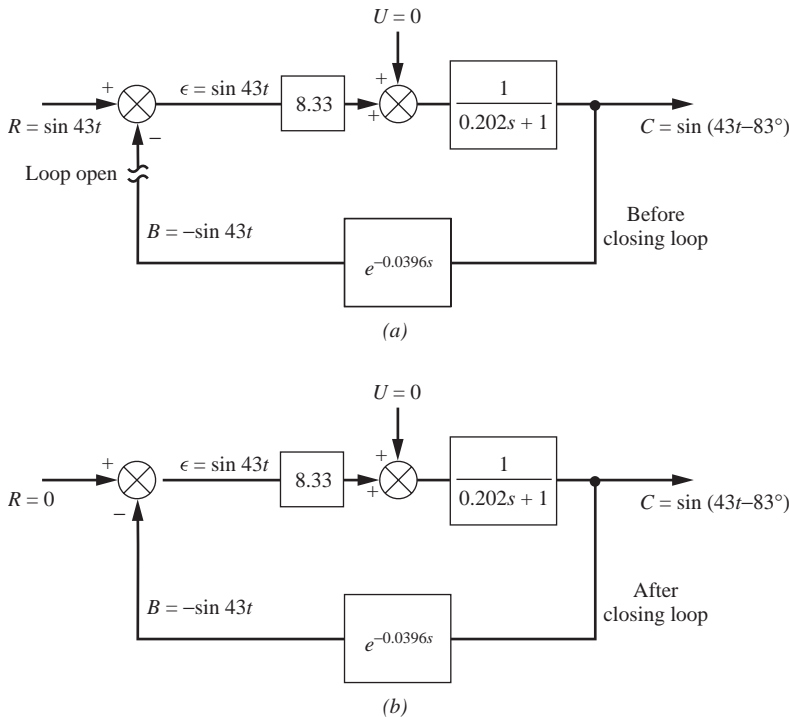 U = 0
+
ϵ = sin 43t
8.33
+
+
1
0.202s + 1
R = sin 43t
−
C = sin (43t–83°)
Loop open
B = −sin 43t
e^{−0.0396s}
Before
closing loop
(a)
U = 0
+
ϵ = sin 43t
8.33
+
+
1
0.202s + 1
R = 0
−
C = sin (43t–83°)
B = −sin 43t
e^{−0.0396s}
After
closing loop
(b)